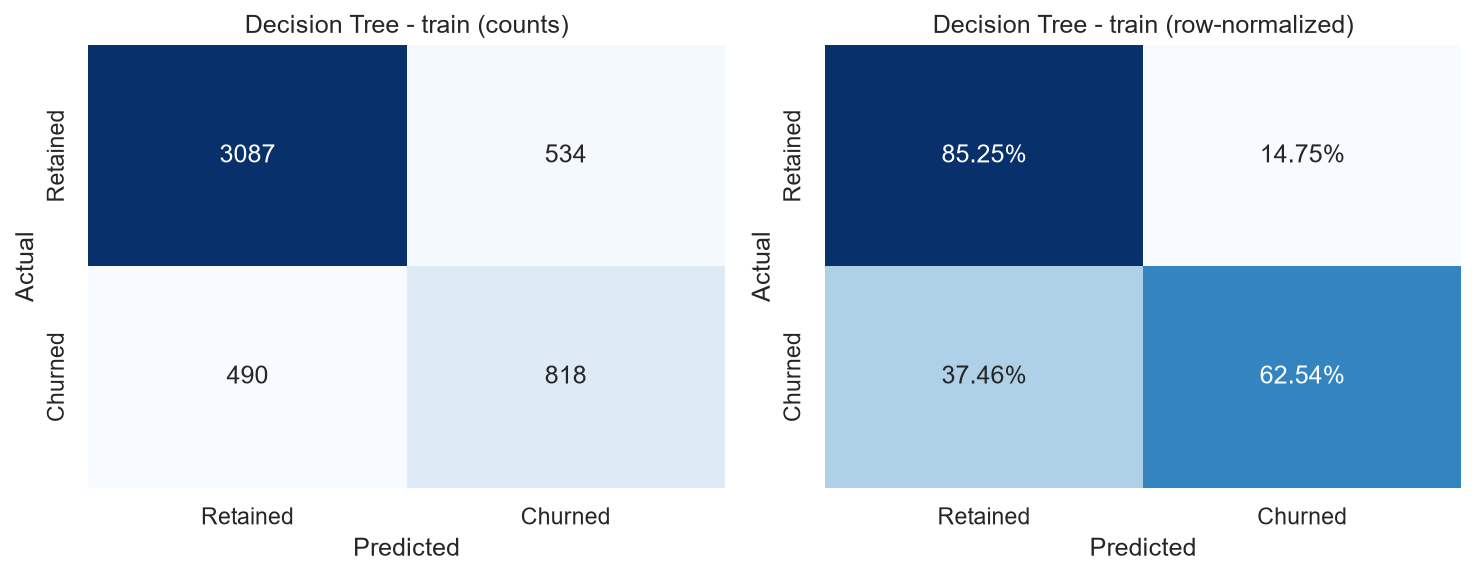 Decision Tree - train (counts)
Actual
Retained
3087
534
Churned
490
818
Retained
Churned
Predicted
Decision Tree - train (row-normalized)
Actual
Retained
85.25%
14.75%
Churned
37.46%
62.54%
Retained
Churned
Predicted